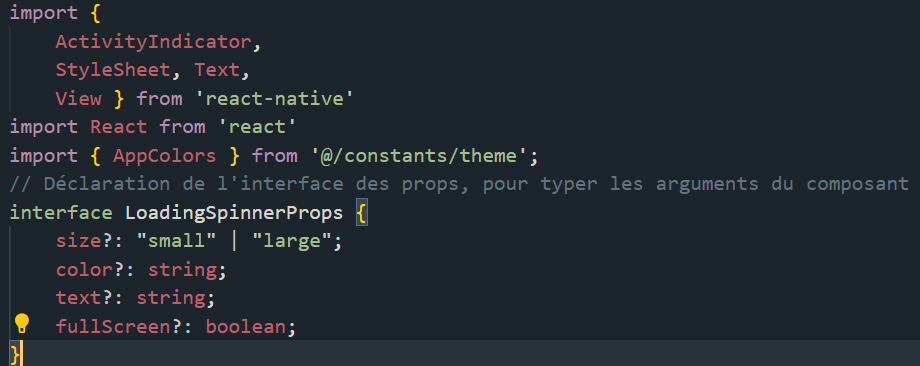 import {
    ActivityIndicator,
    StyleSheet, Text,
    View } from 'react-native'
import React from 'react'
import { AppColors } from '@/constants/theme';
// Déclaration de l'interface des props, pour typer les arguments du composant
interface LoadingSpinnerProps {
    size?: "small" | "large";
    color?: string;
    text?: string;
    fullScreen?: boolean;
}